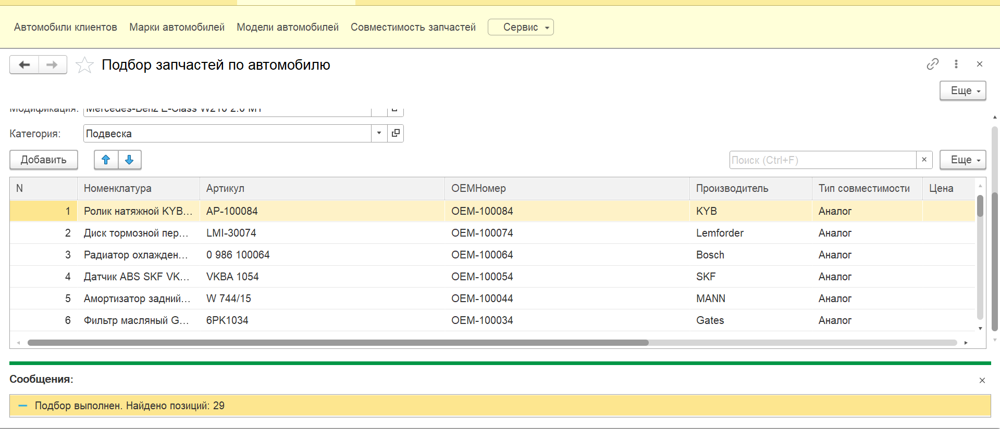 Автомобили клиентов Марки автомобилей Модели автомобилей Совместимость запчастей Сервис
Подбор запчастей по автомобилю
Еще
Модификация: Mercedes-Benz E-Class W210 2.0 MT
Категория: Подвеска
Добавить Поиск (Ctrl+F) Еще
N Номенклатура Артикул OEMНомер Производитель Тип совместимости Цена
1 Ролик натяжной KYB... AP-100084 OEM-100084 KYB Аналог
2 Диск тормозной пер... LMI-30074 OEM-100074 Lemforder Аналог
3 Радиатор охлажден... 0 986 100064 OEM-100064 Bosch Аналог
4 Датчик ABS SKF VK... VKBA 1054 OEM-100054 SKF Аналог
5 Амортизатор задний... W 744/15 OEM-100044 MANN Аналог
6 Фильтр масляный G... 6PK1034 OEM-100034 Gates Аналог
Сообщения:
Подбор выполнен. Найдено позиций: 29